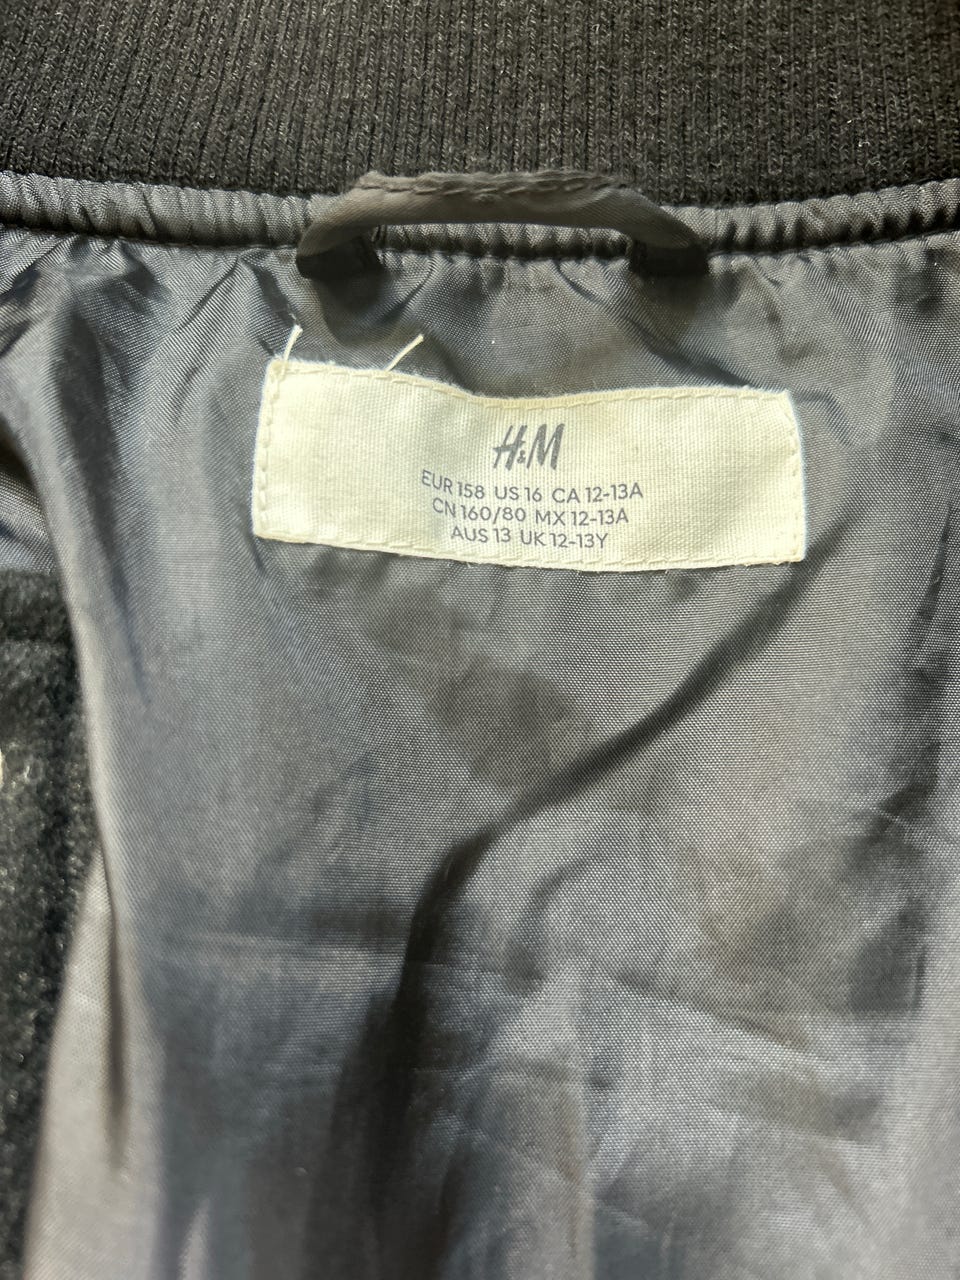 H&M
EUR 158 US 16 CA 12-13A
CN 160/80 MX 12-13A
AUS 13 UK 12-13Y